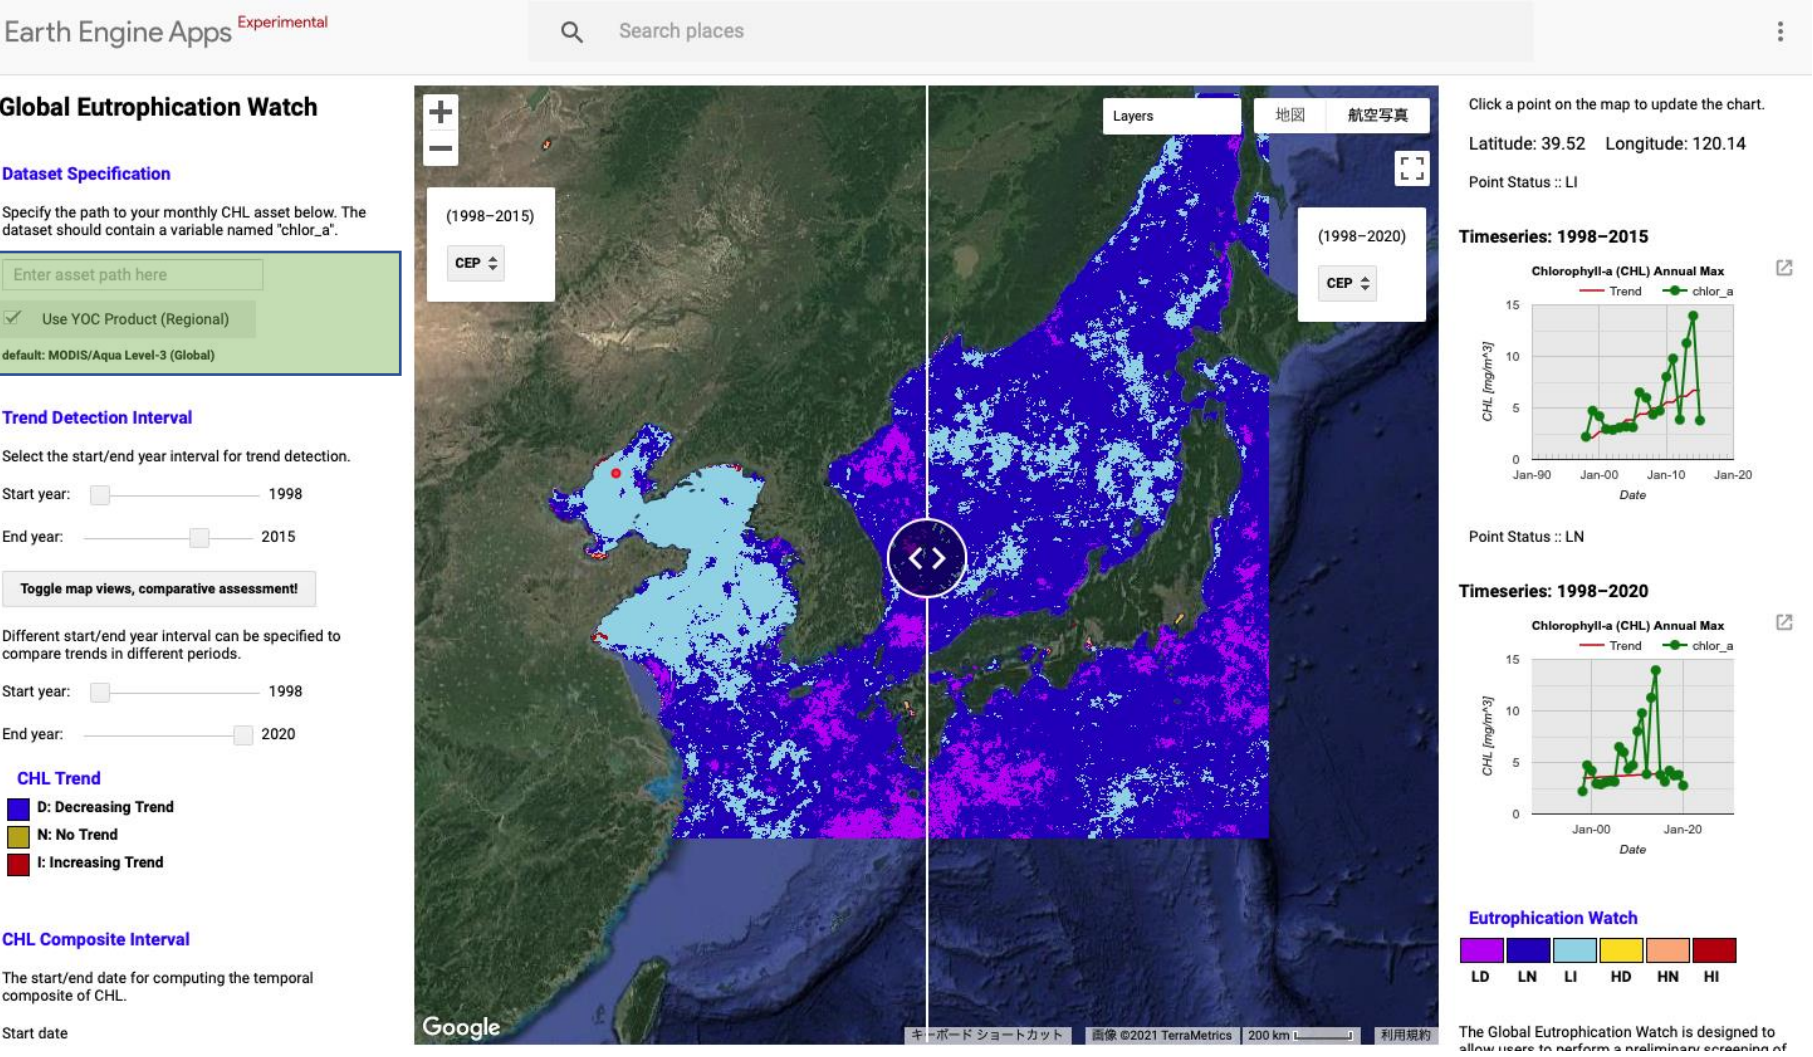 Earth Engine Apps Experimental
Search places
Global Eutrophication Watch
Dataset Specification
Specify the path to your monthly CHL asset below. The
dataset should contain a variable named "chlor_a".
Enter asset path here
Use YOC Product (Regional)
default: MODIS/Aqua Level-3 (Global)
Trend Detection Interval
Select the start/end year interval for trend detection.
Start year: 1998
End year: 2015
Toggle map views, comparative assessment!
Different start/end year interval can be specified to
compare trends in different periods.
Start year: 1998
End year: 2020
CHL Trend
D: Decreasing Trend
N: No Trend
I: Increasing Trend
CHL Composite Interval
The start/end date for computing the temporal
composite of CHL.
Start date
(1998–2015)
CEP
Layers
地図 航空写真
(1998–2020)
CEP
Google
キーボード ショートカット 画像 ©2021 TerraMetrics 200 km 利用規約
Click a point on the map to update the chart.
Latitude: 39.52 Longitude: 120.14
Point Status :: LI
Timeseries: 1998–2015
Chlorophyll-a (CHL) Annual Max
Trend chlor_a
15
10
5
0
CHL [mg/m^3]
Jan-90 Jan-00 Jan-10 Jan-20
Date
Point Status :: LN
Timeseries: 1998–2020
Chlorophyll-a (CHL) Annual Max
Trend chlor_a
15
10
5
0
CHL [mg/m^3]
Jan-00 Jan-20
Date
Eutrophication Watch
LD LN LI HD HN HI
The Global Eutrophication Watch is designed to
allow users to perform a preliminary screening of